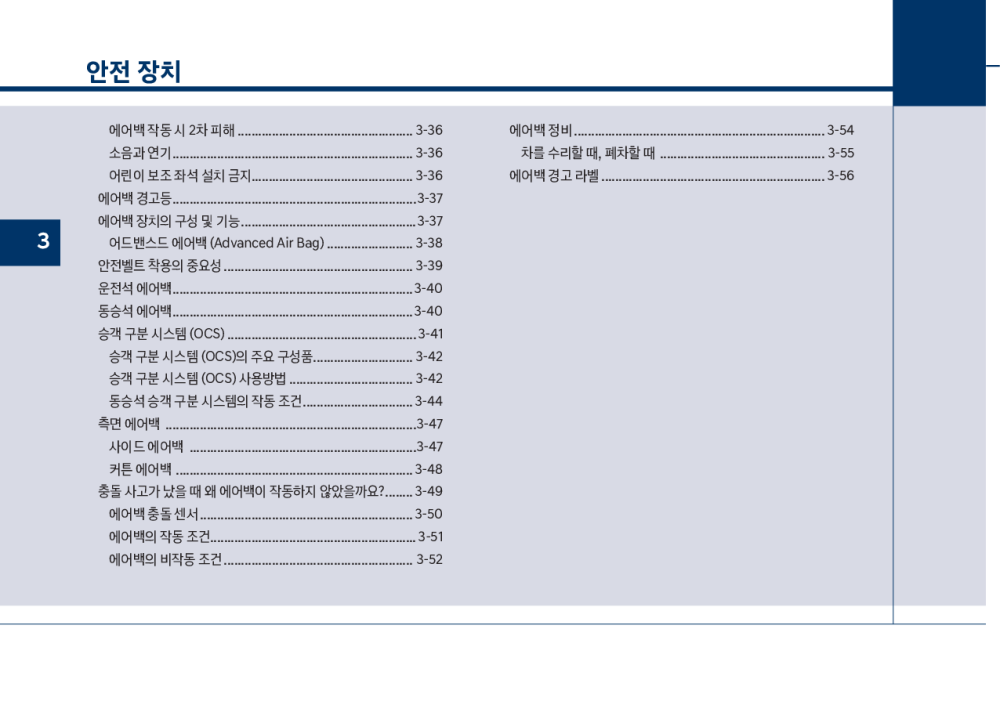 안전 장치
에어백 작동 시 2차 피해 ................................................... 3-36
소음과 연기...................................................................... 3-36
어린이 보조 좌석 설치 금지............................................... 3-36
에어백 경고등.......................................................................3-37
에어백 장치의 구성 및 기능...................................................3-37
어드밴스드 에어백 (Advanced Air Bag) ......................... 3-38
안전벨트 착용의 중요성 ....................................................... 3-39
운전석 에어백......................................................................3-40
동승석 에어백......................................................................3-40
승객 구분 시스템 (OCS) ....................................................... 3-41
승객 구분 시스템 (OCS)의 주요 구성품............................. 3-42
승객 구분 시스템 (OCS) 사용방법 .................................... 3-42
동승석 승객 구분 시스템의 작동 조건................................ 3-44
측면 에어백 .........................................................................3-47
사이드 에어백 ..................................................................3-47
커튼 에어백 ..................................................................... 3-48
충돌 사고가 났을 때 왜 에어백이 작동하지 않았을까요?........ 3-49
에어백 충돌 센서.............................................................. 3-50
에어백의 작동 조건............................................................ 3-51
에어백의 비작동 조건....................................................... 3-52
에어백 정비......................................................................... 3-54
차를 수리할 때, 폐차할 때 ................................................ 3-55
에어백 경고 라벨 ................................................................. 3-56
3